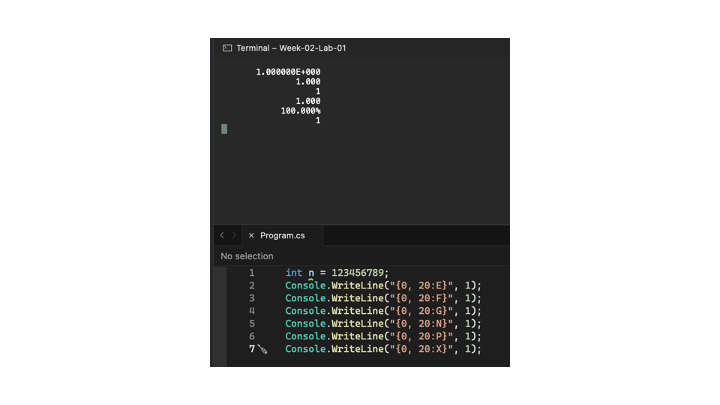 Terminal – Week-02-Lab-01
1.000000E+000
1.000
1
1.000
100.000%
1
Program.cs
No selection
1 int n = 123456789;
2 Console.WriteLine("{0, 20:E}", 1);
3 Console.WriteLine("{0, 20:F}", 1);
4 Console.WriteLine("{0, 20:G}", 1);
5 Console.WriteLine("{0, 20:N}", 1);
6 Console.WriteLine("{0, 20:P}", 1);
7 Console.WriteLine("{0, 20:X}", 1);